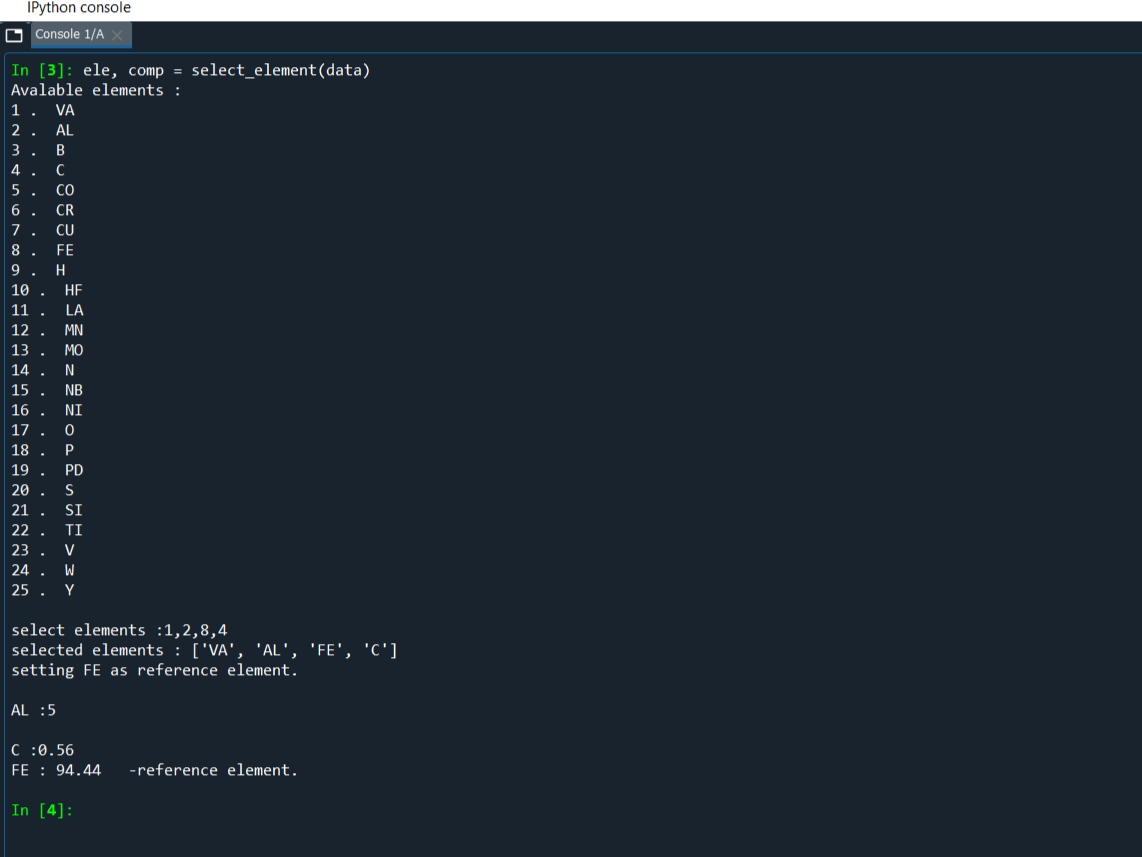 IPython console
Console 1/A
In [3]: ele, comp = select_element(data)
Avalable elements :
1 .  VA
2 .  AL
3 .  B
4 .  C
5 .  CO
6 .  CR
7 .  CU
8 .  FE
9 .  H
10 .  HF
11 .  LA
12 .  MN
13 .  MO
14 .  N
15 .  NB
16 .  NI
17 .  O
18 .  P
19 .  PD
20 .  S
21 .  SI
22 .  TI
23 .  V
24 .  W
25 .  Y
select elements :1,2,8,4
selected elements : ['VA', 'AL', 'FE', 'C']
setting FE as reference element.
AL :5
C :0.56
FE : 94.44   -reference element.
In [4]: